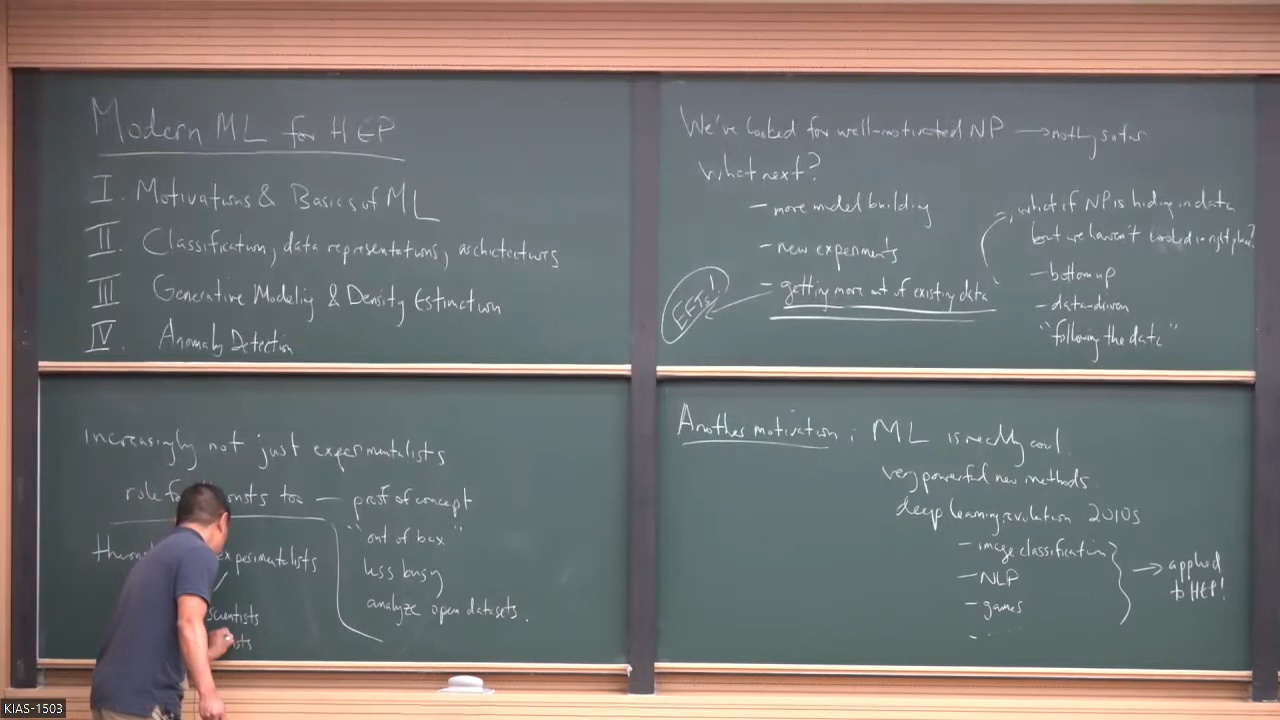 Modern ML for HEP
I. Motivations & Basics of ML
II. Classification, data representations, architectures
III Generative Modeling & Density Estimation
IV. Anomaly Detection
We've looked for well-motivated NP → nothing so far
What next?
- more model building
- new experiments
- getting more out of existing data
EFTs!
what if NP is hiding in data
but we haven't looked in right place?
- bottom up
- data-driven
"following the data"
increasingly not just experimentalists
role for too - proof of concept
"out of box"
less busy
analyze open datasets.
experimentalists
scientists
Another motivation: ML is really cool.
very powerful new methods.
deep learning revolution 2010s
- image classification
- NLP
- games
- ...
→ applied
to HEP!
KIAS-1503